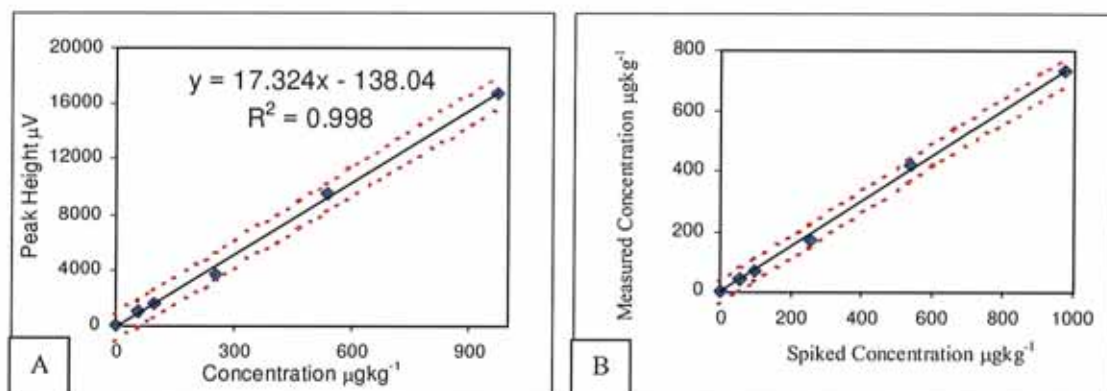 20000
16000
12000
8000
4000
0
Peak Height µV
y = 17.324x - 138.04
R² = 0.998
0 300 600 900
Concentration µgkg⁻¹
A
800
600
400
200
0
Measured Concentration µgkg⁻¹
0 200 400 600 800 1000
Spiked Concentration µgkg⁻¹
B